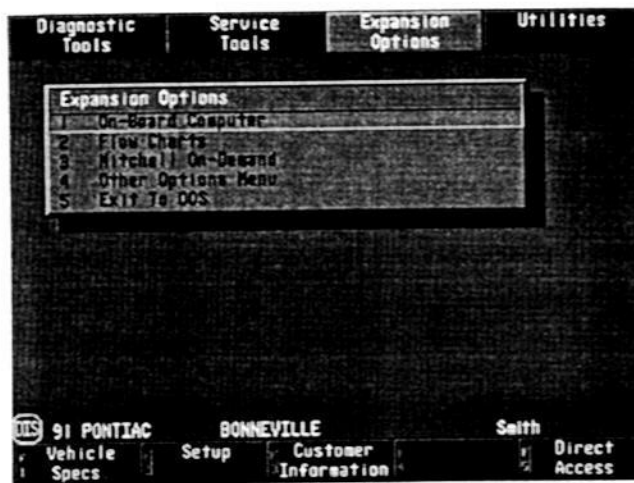 Diagnostic Tools
Service Tools
Expansion Options
Utilities
Expansion Options
1 On-Board Computer
2 Flow Charts
3 Mitchell On-Demand
4 Other Options Menu
5 Exit To DOS
DIS 91 PONTIAC BONNEVILLE Smith
1 Vehicle Specs
Setup
Customer Information
5 Direct Access